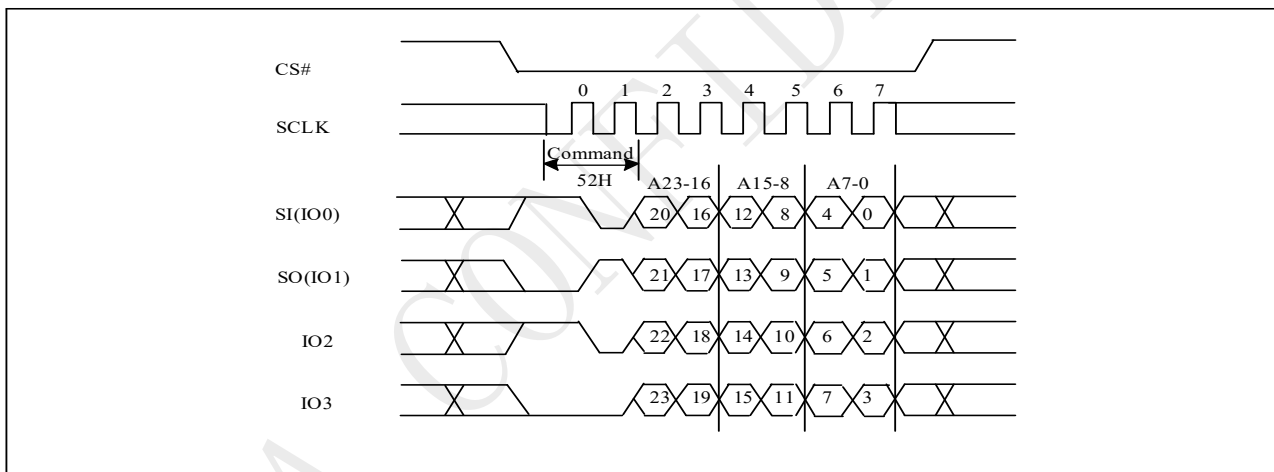 CS#
0 1 2 3 4 5 6 7
SCLK
Command
52H
A23-16 A15-8 A7-0
SI(IO0) 20 16 12 8 4 0
SO(IO1) 21 17 13 9 5 1
IO2 22 18 14 10 6 2
IO3 23 19 15 11 7 3